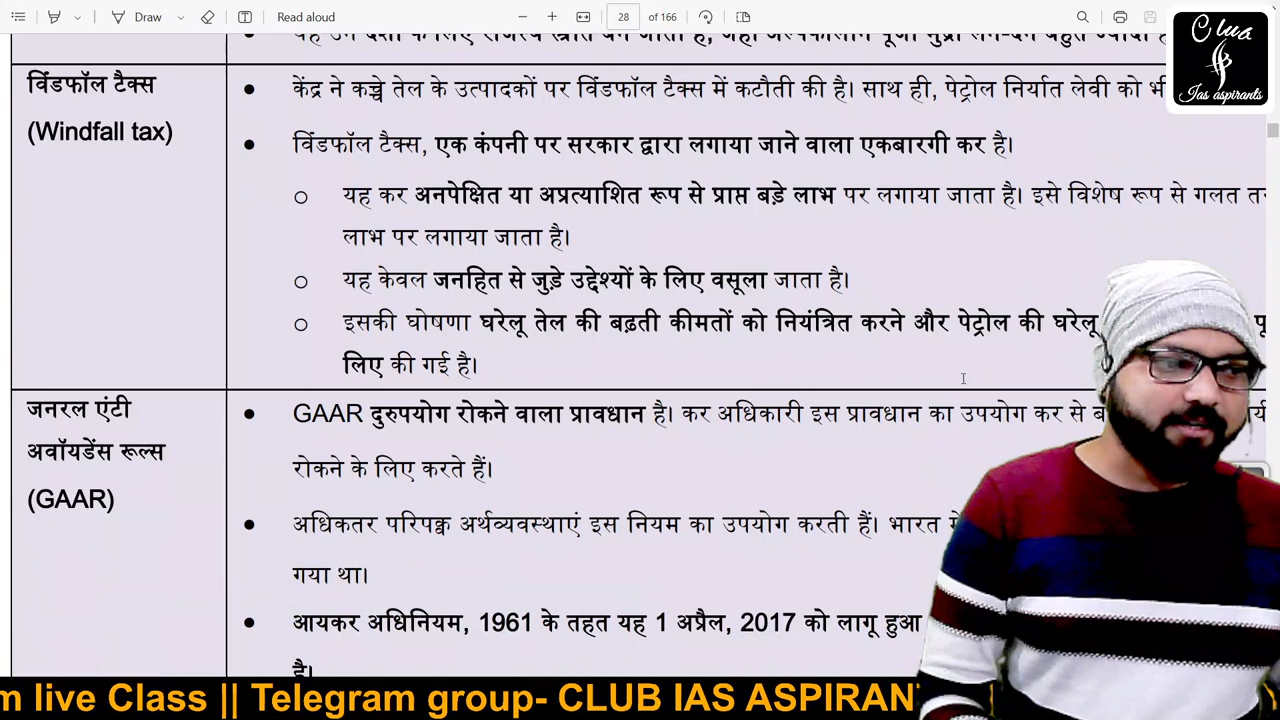 Draw
Read aloud
28 of 166
Clua
Ias aspirants
विंडफॉल टैक्स
(Windfall tax)
केंद्र ने कच्चे तेल के उत्पादकों पर विंडफॉल टैक्स में कटौती की है। साथ ही, पेट्रोल निर्यात लेवी को भी
विंडफॉल टैक्स, एक कंपनी पर सरकार द्वारा लगाया जाने वाला एकबारगी कर है।
यह कर अनपेक्षित या अप्रत्याशित रूप से प्राप्त बड़े लाभ पर लगाया जाता है। इसे विशेष रूप से गलत
लाभ पर लगाया जाता है।
यह केवल जनहित से जुड़े उद्देश्यों के लिए वसूला जाता है।
इसकी घोषणा घरेलू तेल की बढ़ती कीमतों को नियंत्रित करने और पेट्रोल की घरेलू
लिए की गई है।
जनरल एंटी
अवॉयडेंस रूल्स
(GAAR)
GAAR दुरुपयोग रोकने वाला प्रावधान है। कर अधिकारी इस प्रावधान का उपयोग कर से
रोकने के लिए करते हैं।
अधिकतर परिपक्व अर्थव्यवस्थाएं इस नियम का उपयोग करती हैं। भारत
गया था।
आयकर अधिनियम, 1961 के तहत यह 1 अप्रैल, 2017 को लागू हुआ
है।
m live Class || Telegram group- CLUB IAS ASPIRANT